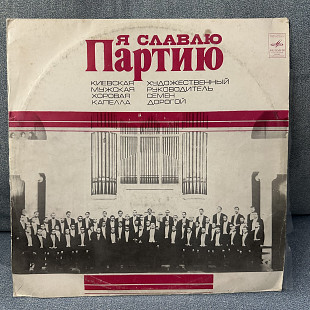 Я СЛАВЛЮ
Партию
КИЕВСКАЯ ХУДОЖЕСТВЕННЫЙ
МУЖСКАЯ РУКОВОДИТЕЛЬ
ХОРОВАЯ СЕМЕН
КАПЕЛЛА ДОРОГОЙ